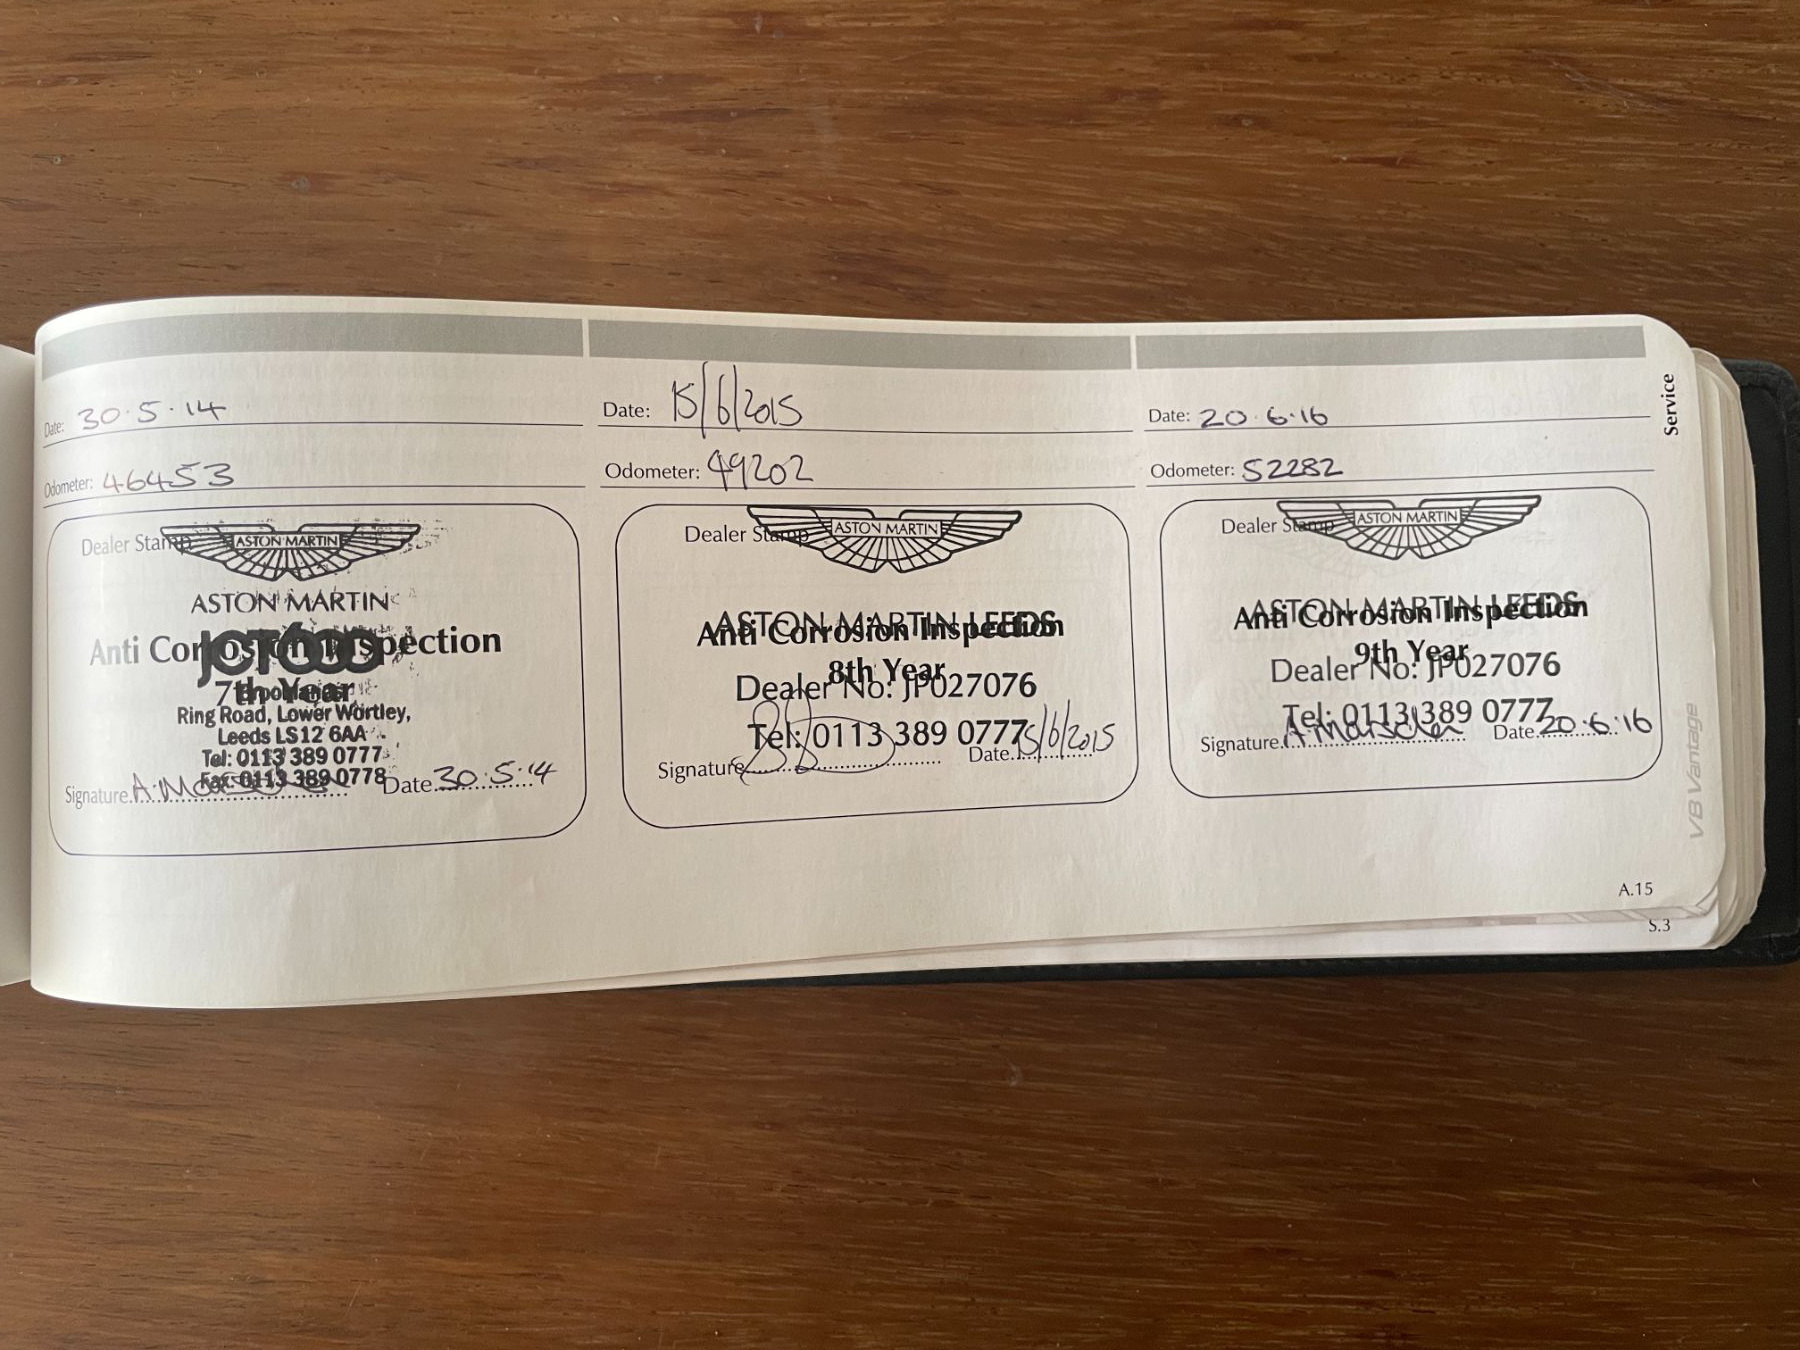 Date: 30.5.14
Odometer: 46453
Dealer Stamp
ASTON MARTIN
ASTON MARTIN
JCT600
Anti Corrosion Inspection
7th Year
Brooklands
Ring Road, Lower Wortley,
Leeds LS12 6AA
Tel: 0113 389 0777
Fax: 0113 389 0778
Signature Date 30.5.14
Date: 15/6/2015
Odometer: 49202
Dealer Stamp
ASTON MARTIN
ASTON MARTIN LEEDS
Anti Corrosion Inspection
8th Year
Dealer No: JP027076
Tel: 0113 389 0777
Signature Date 15/6/2015
Date: 20.6.16
Odometer: 52282
Dealer Stamp
ASTON MARTIN
ASTON MARTIN LEEDS
Anti Corrosion Inspection
9th Year
Dealer No: JP027076
Tel: 0113 389 0777
Signature Date 20.6.16
Service
V8 Vantage
A.15
S.3